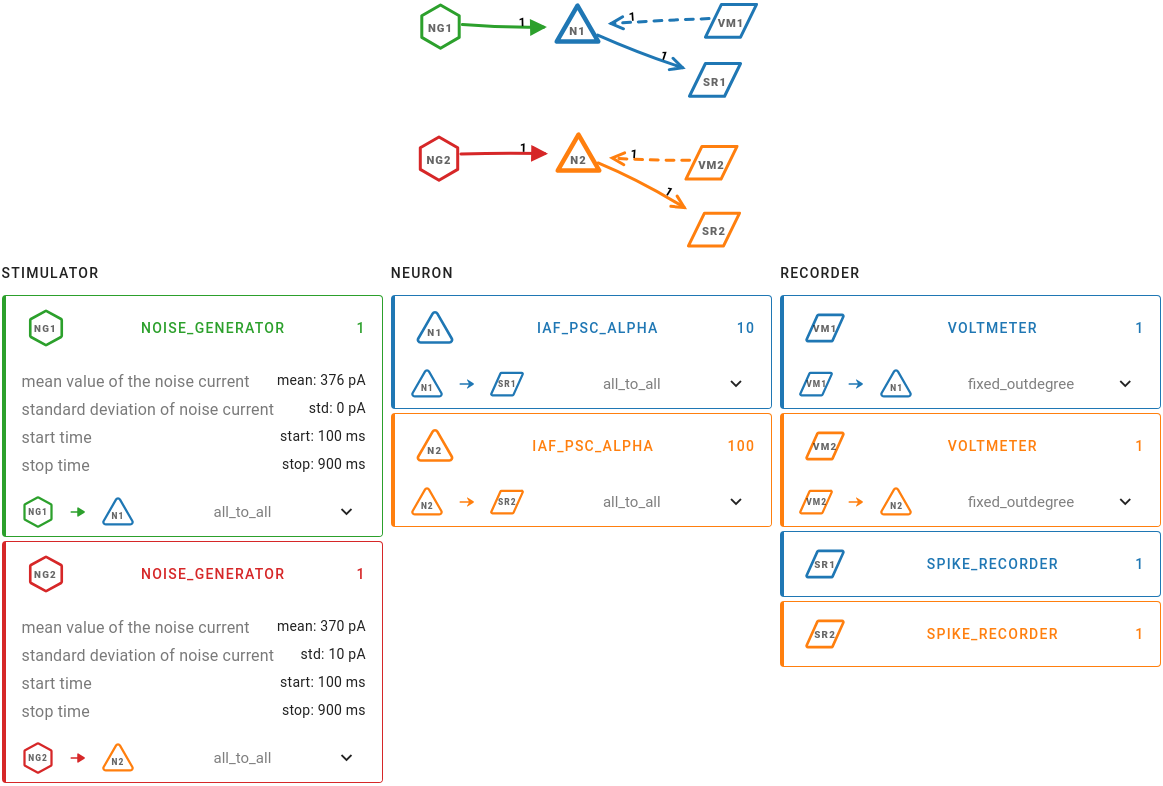 NG1
1
N1
1
VM1
1
SR1
NG2
1
N2
1
VM2
1
SR2
STIMULATOR
NG1 NOISE_GENERATOR 1
mean value of the noise current mean: 376 pA
standard deviation of noise current std: 0 pA
start time start: 100 ms
stop time stop: 900 ms
NG1 N1 all_to_all
NG2 NOISE_GENERATOR 1
mean value of the noise current mean: 370 pA
standard deviation of noise current std: 10 pA
start time start: 100 ms
stop time stop: 900 ms
NG2 N2 all_to_all
NEURON
N1 IAF_PSC_ALPHA 10
N1 SR1 all_to_all
N2 IAF_PSC_ALPHA 100
N2 SR2 all_to_all
RECORDER
VM1 VOLTMETER 1
VM1 N1 fixed_outdegree
VM2 VOLTMETER 1
VM2 N2 fixed_outdegree
SR1 SPIKE_RECORDER 1
SR2 SPIKE_RECORDER 1